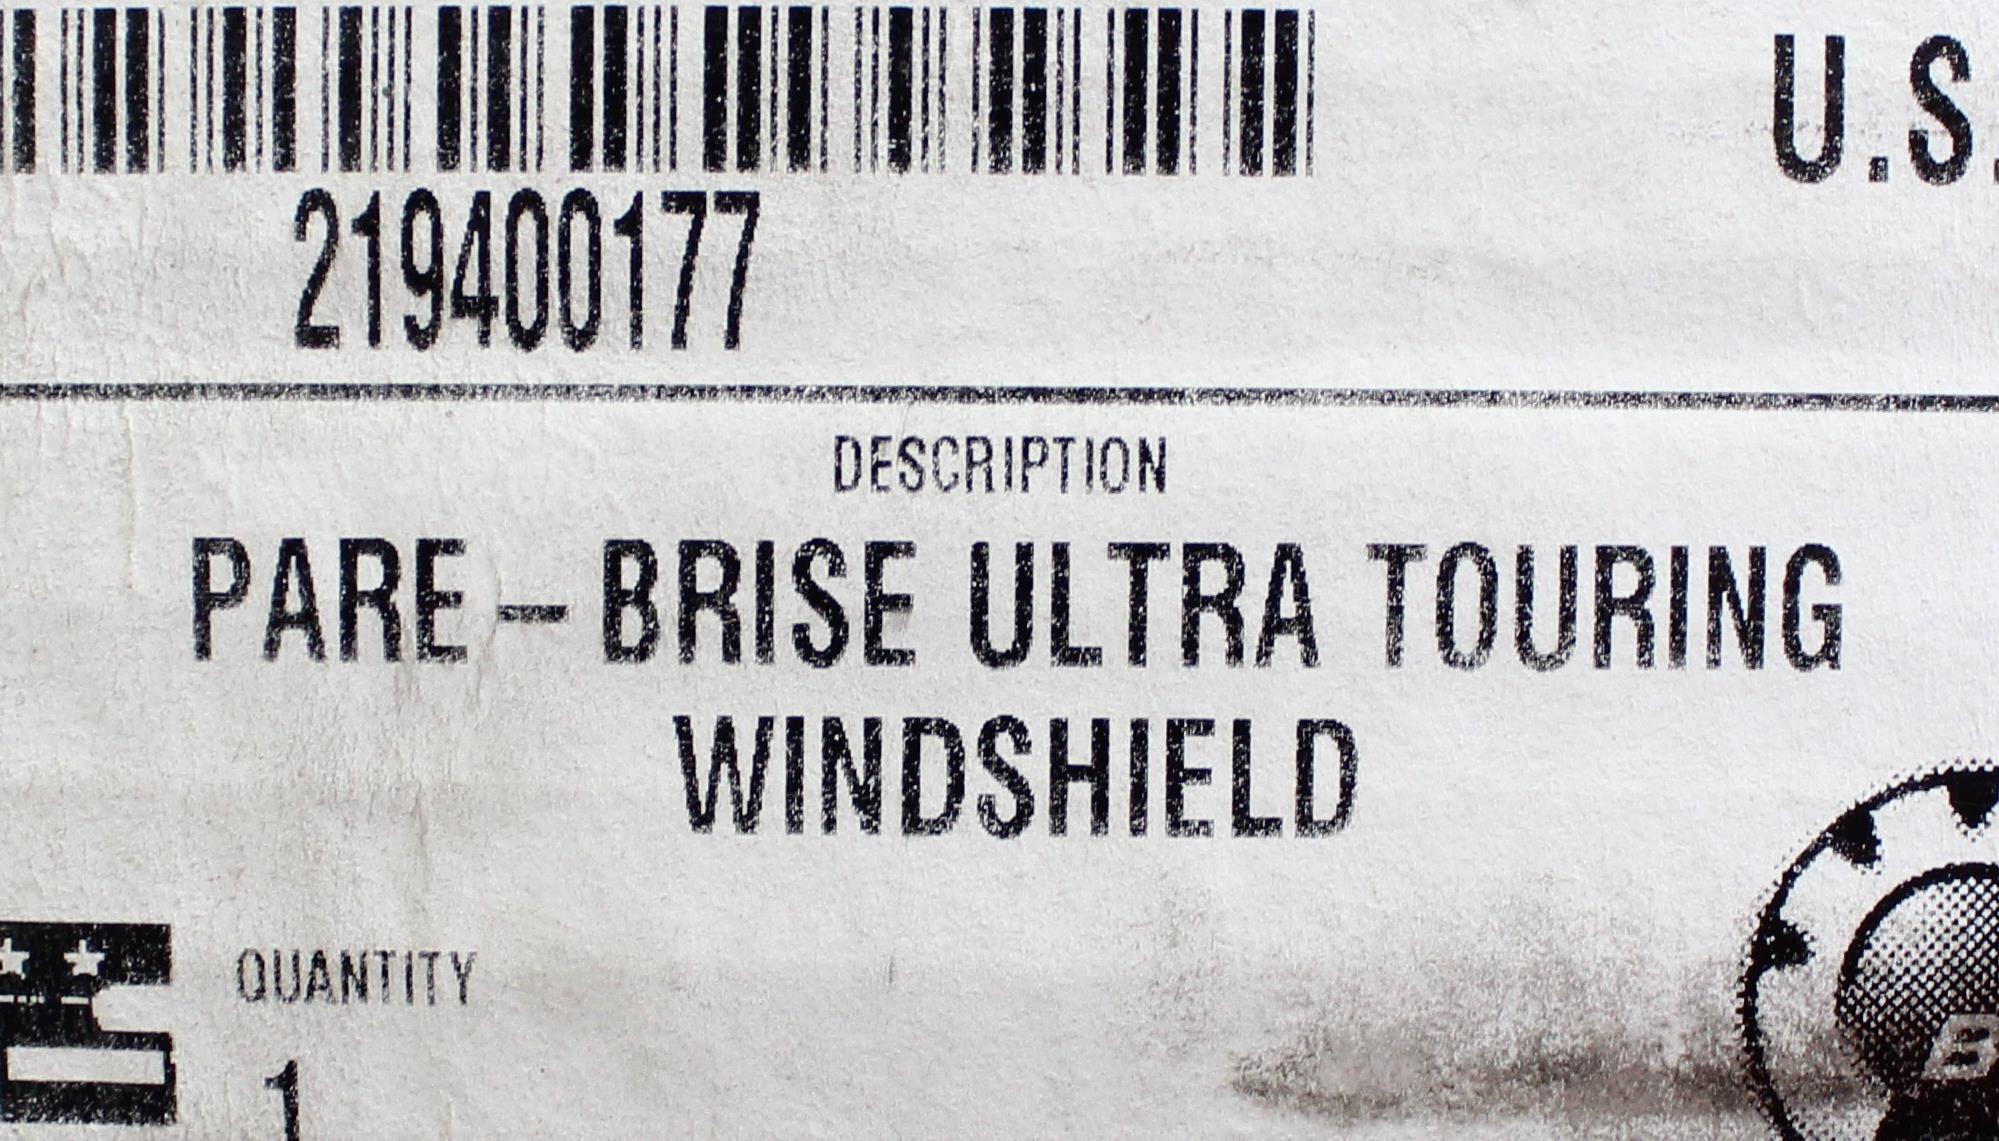 U.S.
219400177
DESCRIPTION
PARE - BRISE ULTRA TOURING
WINDSHIELD
QUANTITY
1
B